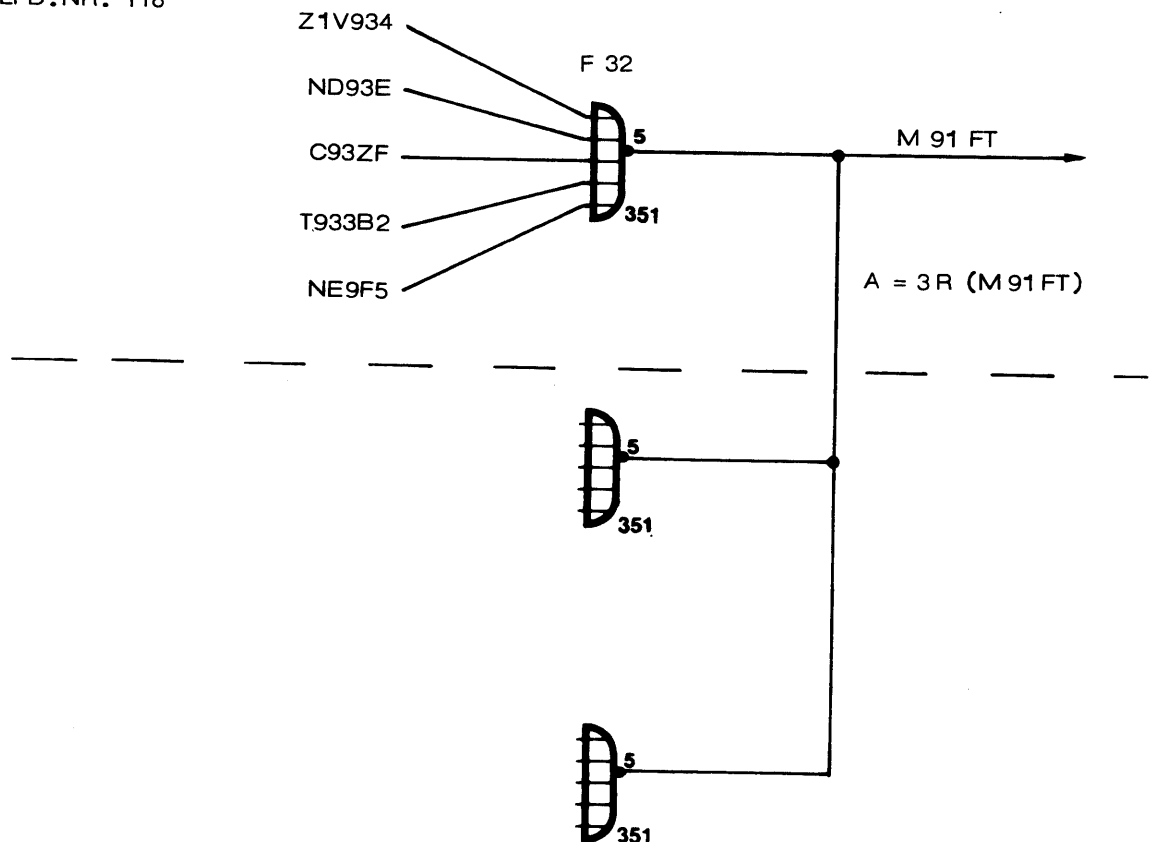 Z1V934
F 32
ND93E
5
M 91 FT
C93ZF
351
T933B2
A = 3R (M91FT)
NE9F5
5
351
5
351